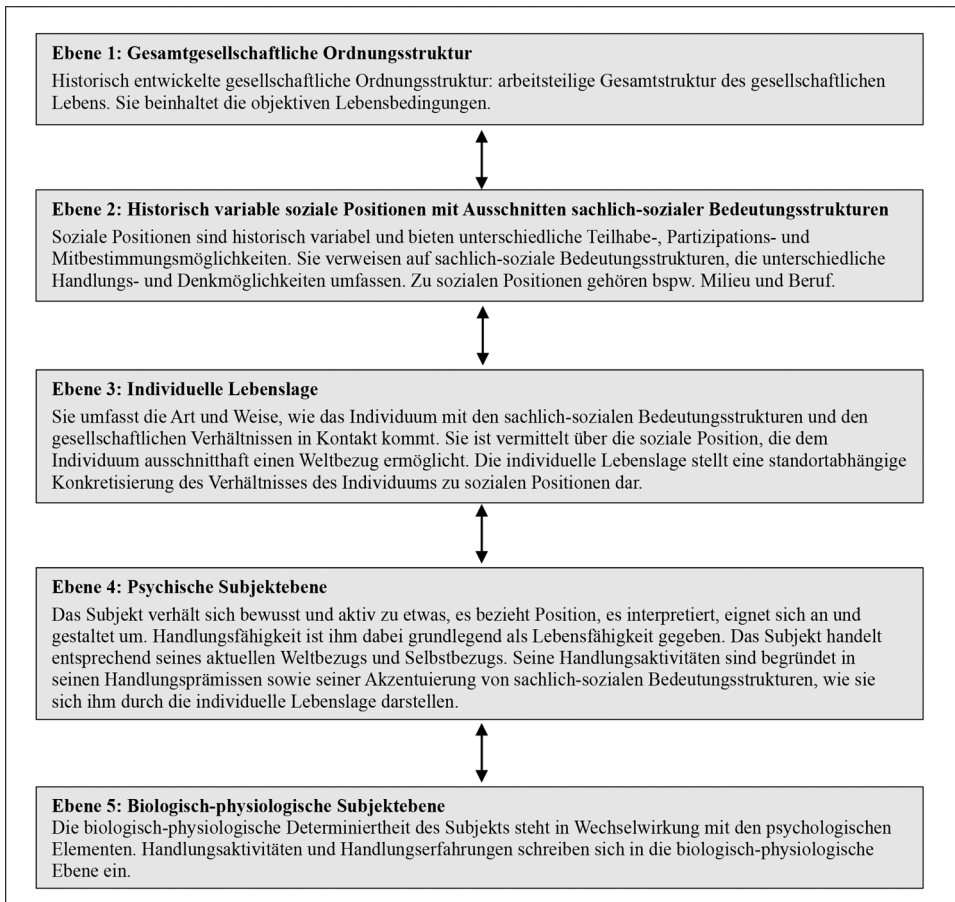 Ebene 1: Gesamtgesellschaftliche Ordnungsstruktur
Historisch entwickelte gesellschaftliche Ordnungsstruktur: arbeitsteilige Gesamtstruktur des gesellschaftlichen
Lebens. Sie beinhaltet die objektiven Lebensbedingungen.
Ebene 2: Historisch variable soziale Positionen mit Ausschnitten sachlich-sozialer Bedeutungsstrukturen
Soziale Positionen sind historisch variabel und bieten unterschiedliche Teilhabe-, Partizipations- und
Mitbestimmungsmöglichkeiten. Sie verweisen auf sachlich-soziale Bedeutungsstrukturen, die unterschiedliche
Handlungs- und Denkmöglichkeiten umfassen. Zu sozialen Positionen gehören bspw. Milieu und Beruf.
Ebene 3: Individuelle Lebenslage
Sie umfasst die Art und Weise, wie das Individuum mit den sachlich-sozialen Bedeutungsstrukturen und den
gesellschaftlichen Verhältnissen in Kontakt kommt. Sie ist vermittelt über die soziale Position, die dem
Individuum ausschnitthaft einen Weltbezug ermöglicht. Die individuelle Lebenslage stellt eine standortabhängige
Konkretisierung des Verhältnisses des Individuums zu sozialen Positionen dar.
Ebene 4: Psychische Subjektebene
Das Subjekt verhält sich bewusst und aktiv zu etwas, es bezieht Position, es interpretiert, eignet sich an und
gestaltet um. Handlungsfähigkeit ist ihm dabei grundlegend als Lebensfähigkeit gegeben. Das Subjekt handelt
entsprechend seines aktuellen Weltbezugs und Selbstbezugs. Seine Handlungsaktivitäten sind begründet in
seinen Handlungsprämissen sowie seiner Akzentuierung von sachlich-sozialen Bedeutungsstrukturen, wie sie
sich ihm durch die individuelle Lebenslage darstellen.
Ebene 5: Biologisch-physiologische Subjektebene
Die biologisch-physiologische Determiniertheit des Subjekts steht in Wechselwirkung mit den psychologischen
Elementen. Handlungsaktivitäten und Handlungserfahrungen schreiben sich in die biologisch-physiologische
Ebene ein.